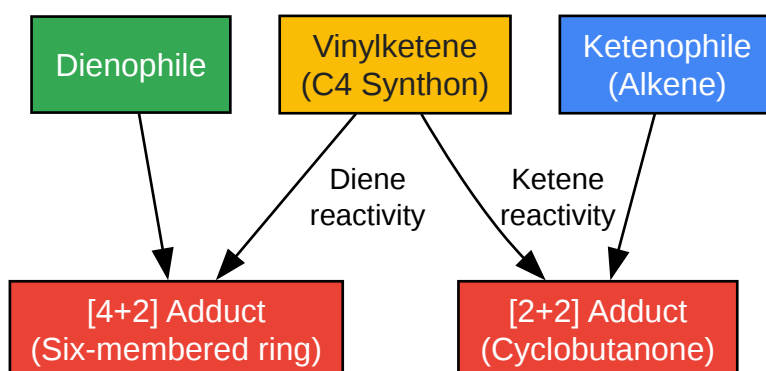 Dienophile
Vinylketene
(C4 Synthon)
Ketenophile
(Alkene)
Diene
reactivity
Ketene
reactivity
[4+2] Adduct
(Six-membered ring)
[2+2] Adduct
(Cyclobutanone)